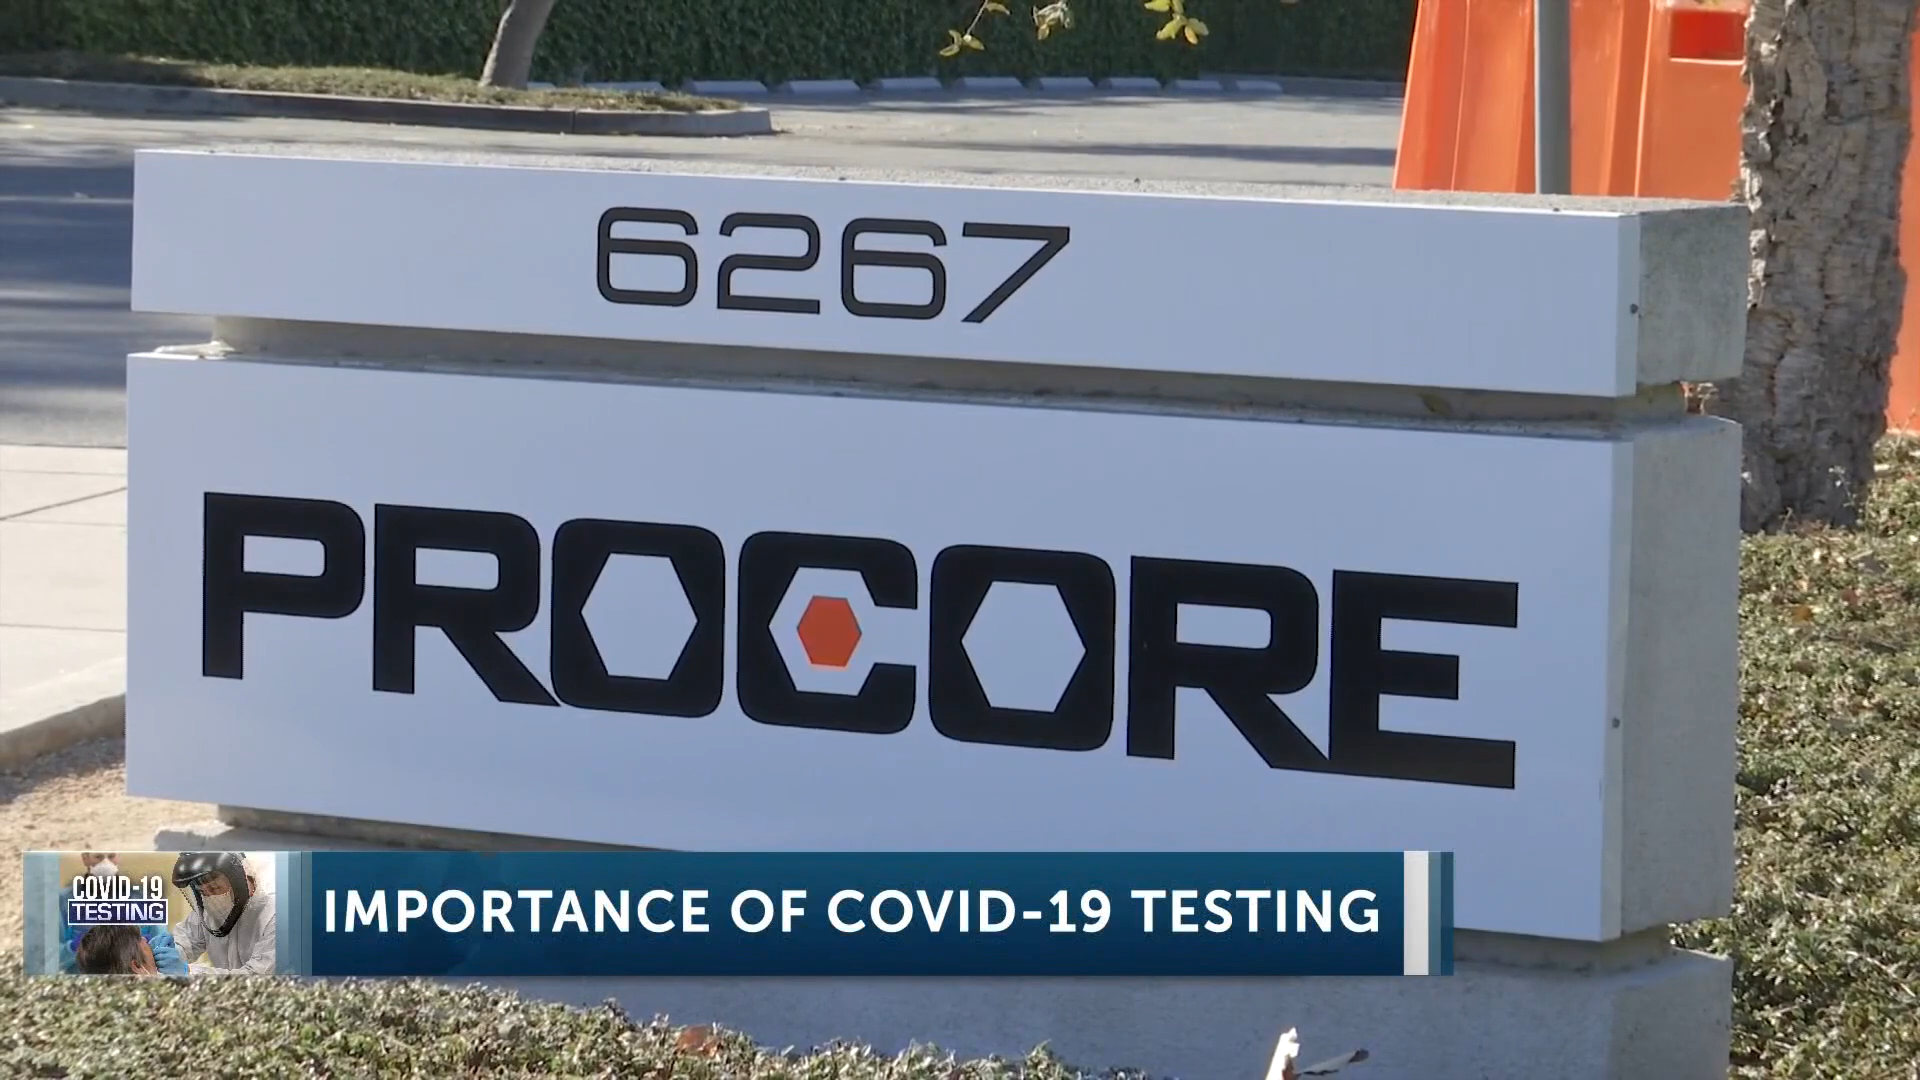 6267
PROCORE
COVID-19
TESTING
IMPORTANCE OF COVID-19 TESTING